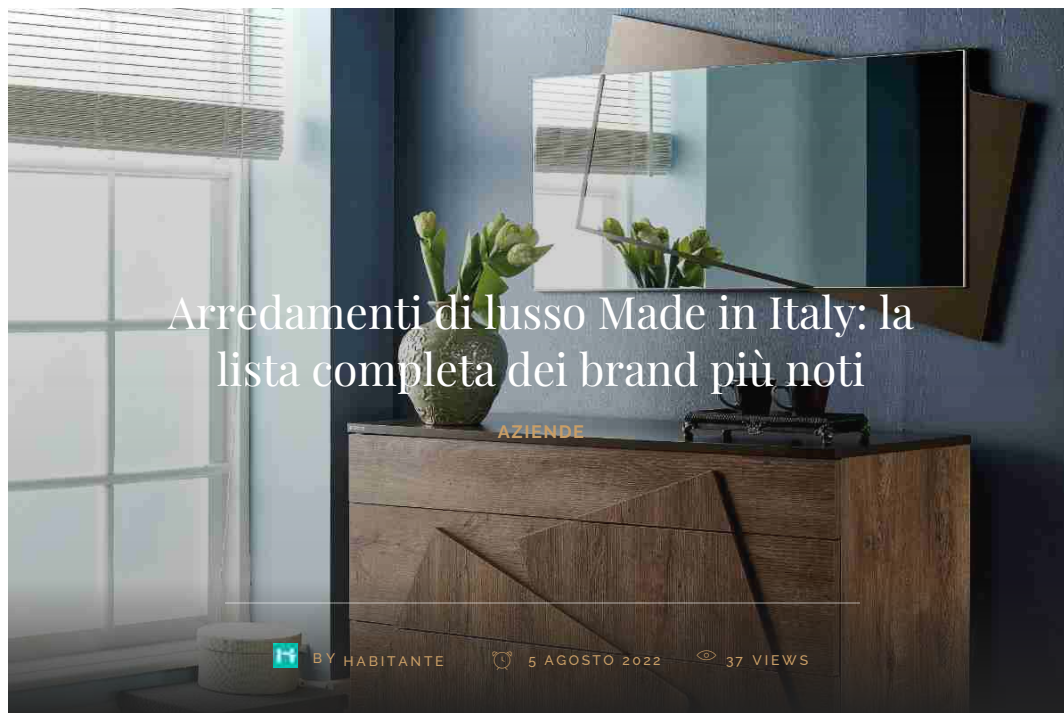 Arredamenti di lusso Made in Italy: la
lista completa dei brand più noti
AZIENDE
BY HABITANTE 5 AGOSTO 2022 37 VIEWS